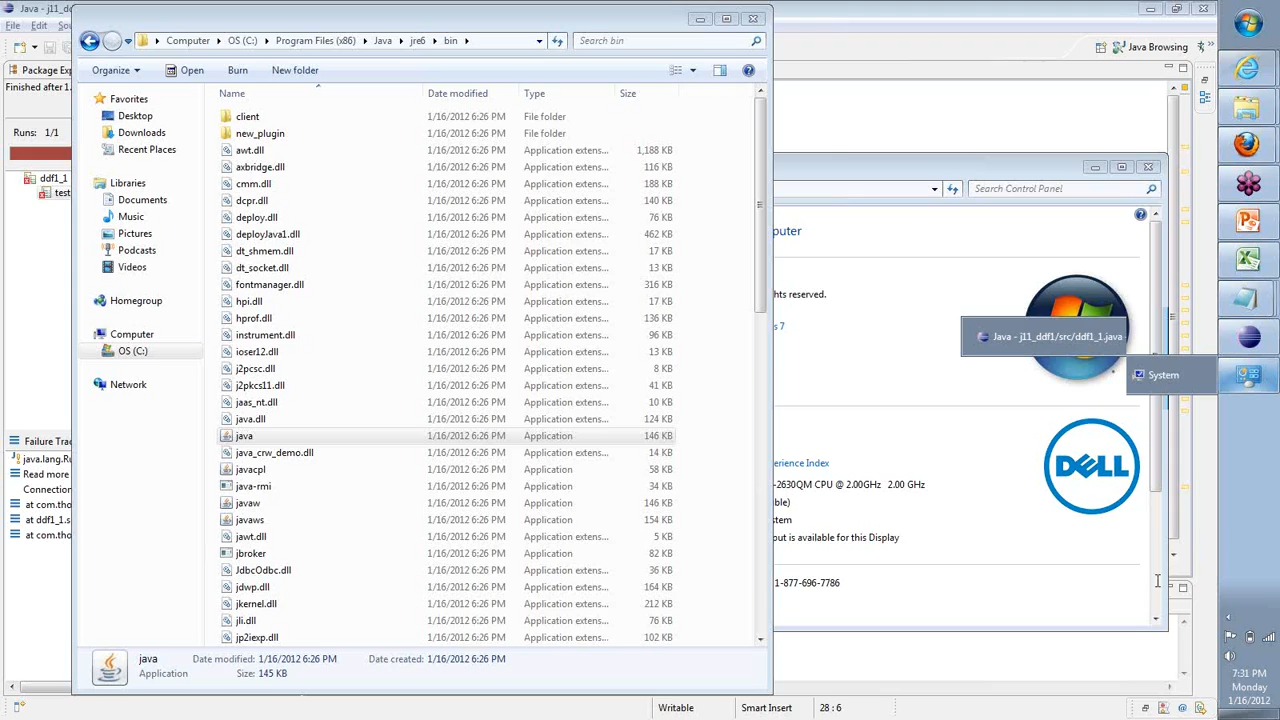 Java - j11_dd
File Edit Sou
Package Exp
Finished after 1.
Runs: 1/1
ddf1_1
test
Failure Trac
java.lang.Ru
Read more
Connection
at com.tho
at ddf1_1.s
at com.tho
Computer OS (C:) Program Files (x86) Java jre6 bin
Search bin
Organize Open Burn New folder
Favorites
Desktop
Downloads
Recent Places
Libraries
Documents
Music
Pictures
Podcasts
Videos
Homegroup
Computer
OS (C:)
Network
Name Date modified Type Size
client 1/16/2012 6:26 PM File folder
new_plugin 1/16/2012 6:26 PM File folder
awt.dll 1/16/2012 6:26 PM Application extens... 1,188 KB
axbridge.dll 1/16/2012 6:26 PM Application extens... 116 KB
cmm.dll 1/16/2012 6:26 PM Application extens... 188 KB
dcpr.dll 1/16/2012 6:26 PM Application extens... 140 KB
deploy.dll 1/16/2012 6:26 PM Application extens... 76 KB
deployJava1.dll 1/16/2012 6:26 PM Application extens... 462 KB
dt_shmem.dll 1/16/2012 6:26 PM Application extens... 17 KB
dt_socket.dll 1/16/2012 6:26 PM Application extens... 13 KB
fontmanager.dll 1/16/2012 6:26 PM Application extens... 316 KB
hpi.dll 1/16/2012 6:26 PM Application extens... 17 KB
hprof.dll 1/16/2012 6:26 PM Application extens... 136 KB
instrument.dll 1/16/2012 6:26 PM Application extens... 96 KB
ioser12.dll 1/16/2012 6:26 PM Application extens... 13 KB
j2pcsc.dll 1/16/2012 6:26 PM Application extens... 8 KB
j2pkcs11.dll 1/16/2012 6:26 PM Application extens... 41 KB
jaas_nt.dll 1/16/2012 6:26 PM Application extens... 10 KB
java.dll 1/16/2012 6:26 PM Application extens... 124 KB
java 1/16/2012 6:26 PM Application 146 KB
java_crw_demo.dll 1/16/2012 6:26 PM Application extens... 14 KB
javacpl 1/16/2012 6:26 PM Application 58 KB
java-rmi 1/16/2012 6:26 PM Application 34 KB
javaw 1/16/2012 6:26 PM Application 146 KB
javaws 1/16/2012 6:26 PM Application 154 KB
jawt.dll 1/16/2012 6:26 PM Application extens... 5 KB
jbroker 1/16/2012 6:26 PM Application 82 KB
JdbcOdbc.dll 1/16/2012 6:26 PM Application extens... 36 KB
jdwp.dll 1/16/2012 6:26 PM Application extens... 164 KB
jkernel.dll 1/16/2012 6:26 PM Application extens... 212 KB
jli.dll 1/16/2012 6:26 PM Application extens... 76 KB
jp2iexp.dll 1/16/2012 6:26 PM Application extens... 102 KB
java Date modified: 1/16/2012 6:26 PM Date created: 1/16/2012 6:26 PM
Application Size: 145 KB
Java Browsing
Search Control Panel
puter
hts reserved.
s 7
Java - j11_ddf1/src/ddf1_1.java
System
DELL
erience Index
-2630QM CPU @ 2.00GHz 2.00 GHz
ble)
stem
put is available for this Display
1-877-696-7786
Writable Smart Insert 28 : 6
7:31 PM
Monday
1/16/2012